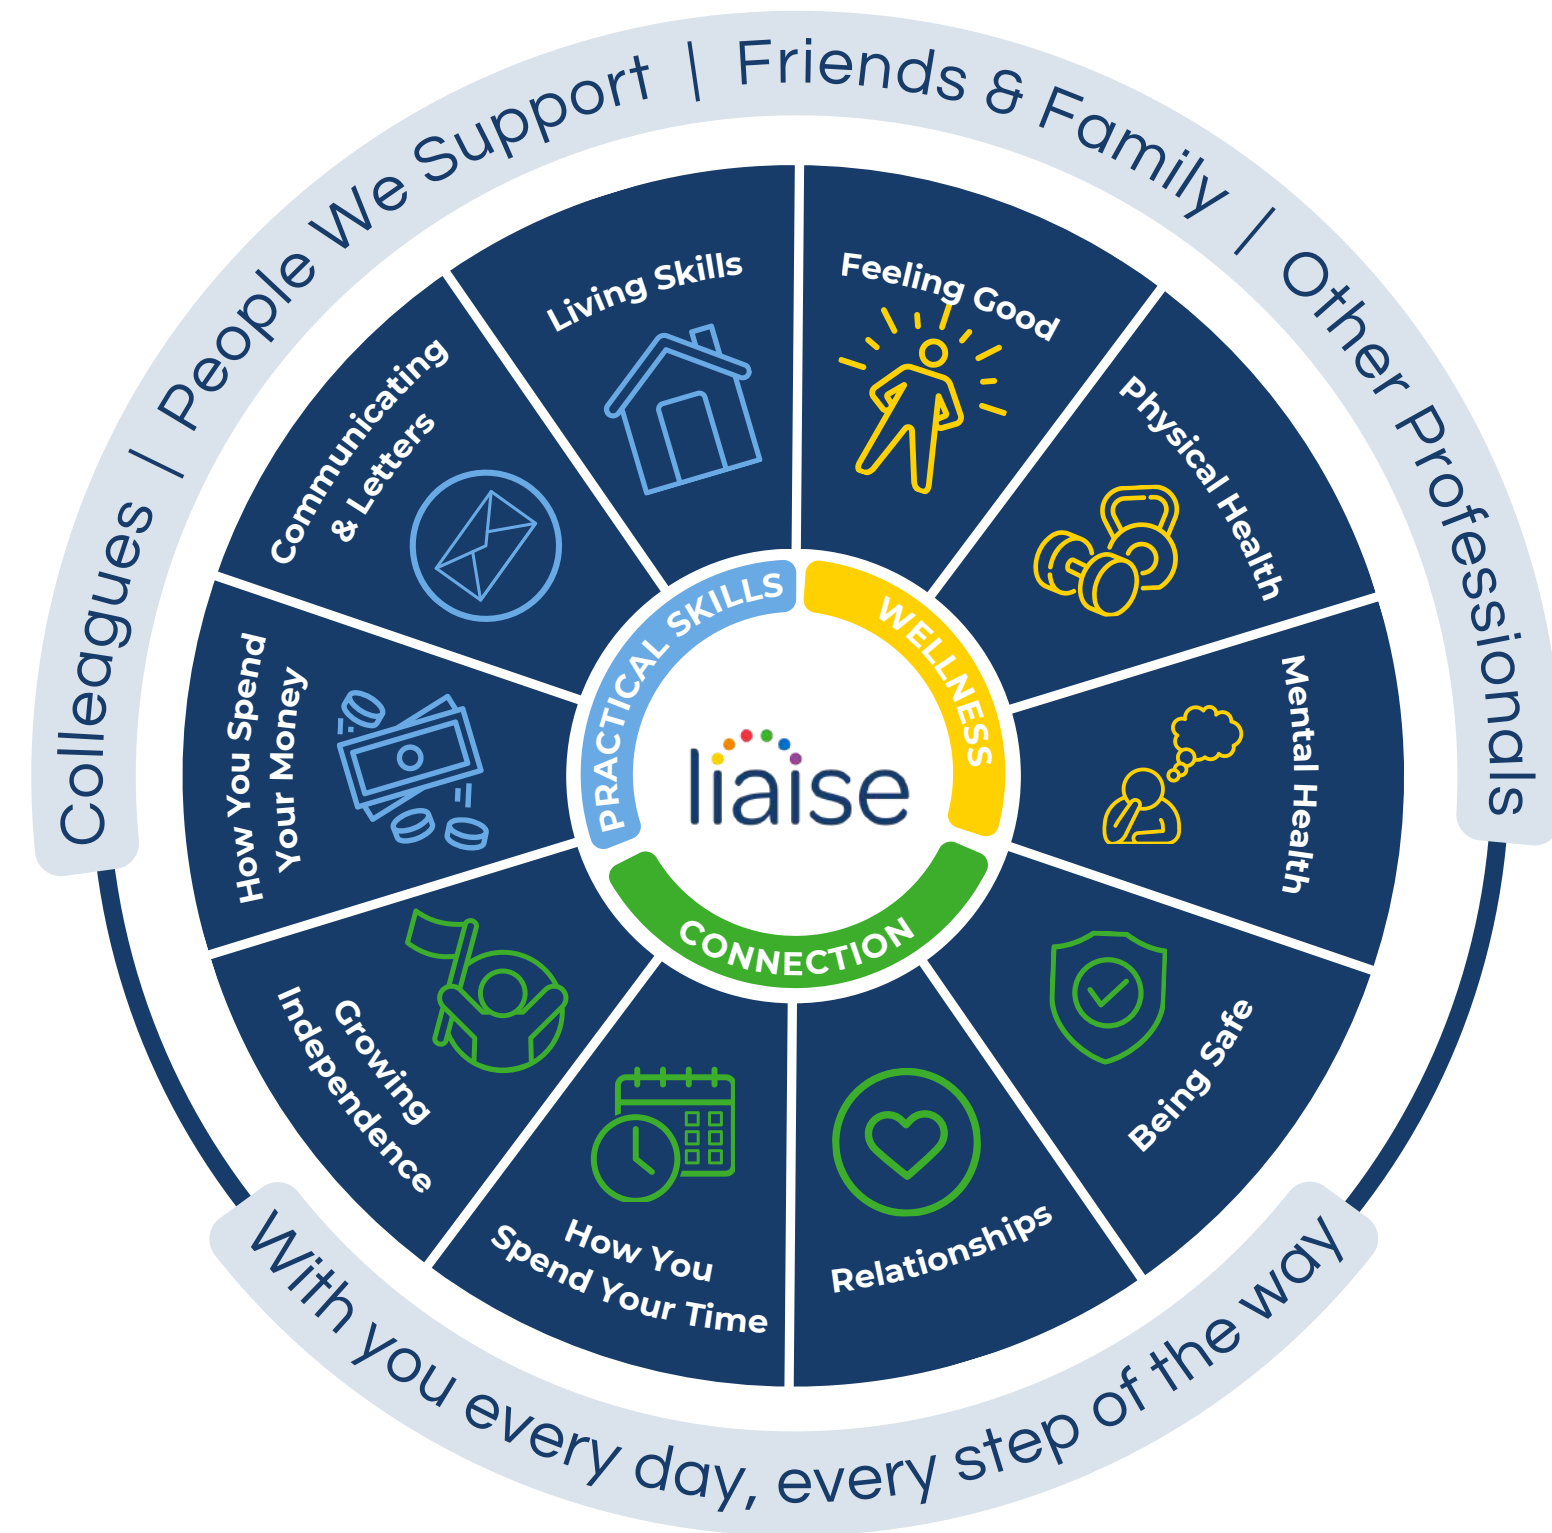 Colleagues | People We Support | Friends & Family | Other Professionals
Living Skills
Feeling Good
Physical Health
Mental Health
Being Safe
Relationships
How You
Spend Your Time
Growing
Independence
How You Spend
Your Money
Communicating
& Letters
PRACTICAL SKILLS
WELLNESS
CONNECTION
liaise
With you every day, every step of the way